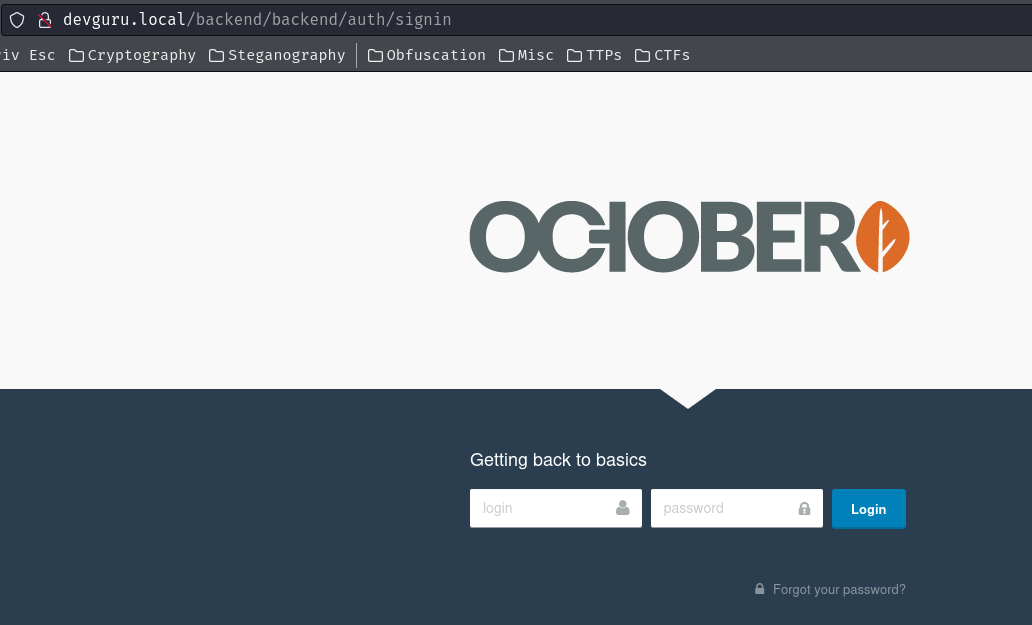 devguru.local/backend/backend/auth/signin
iv Esc Cryptography Steganography Obfuscation Misc TTPs CTFs
OCTOBER
Getting back to basics
login password Login
Forgot your password?